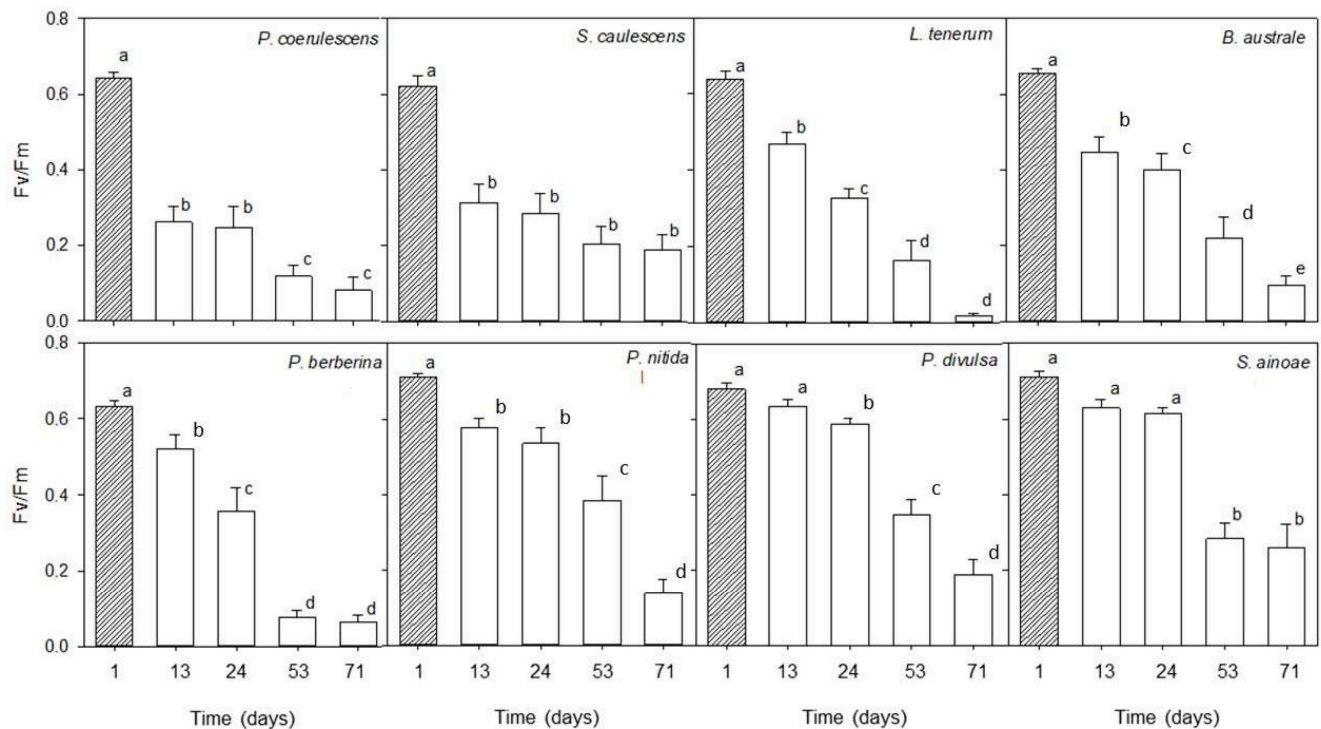 0.8
0.6
0.4
0.2
0.0
Fv/Fm
P. coerulescens
a
b
b
c
c
S. caulescens
a
b
b
b
b
L. tenerum
a
b
c
d
d
B. australe
a
b
c
d
e
0.8
0.6
0.4
0.2
0.0
Fv/Fm
P. berberina
a
b
c
d
d
P. nitida
a
b
b
c
d
P. divulsa
a
a
b
c
d
S. ainoae
a
a
a
b
b
1 13 24 53 71
1 13 24 53 71
1 13 24 53 71
1 13 24 53 71
Time (days)
Time (days)
Time (days)
Time (days)